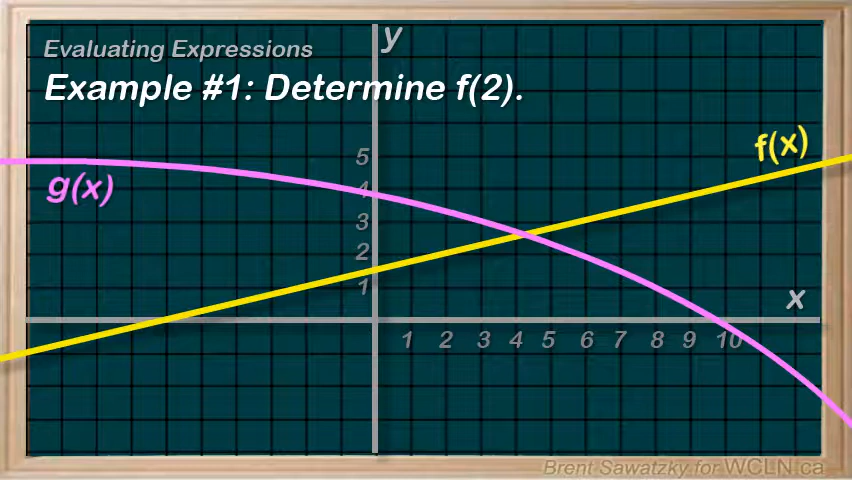 y
Evaluating Expressions
Example #1: Determine f(2).
f(x)
5
g(x)
4
3
2
1
x
1 2 3 4 5 6 7 8 9 10
Brent Sawatzky for WCLN.ca